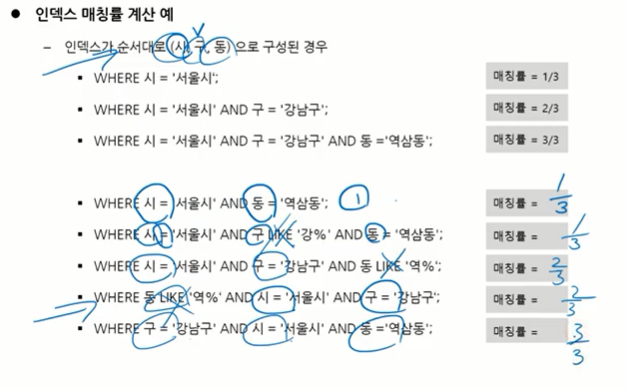 ● 인덱스 매칭률 계산 예
– 인덱스가 순서대로 (시, 구, 동) 으로 구성된 경우
▪ WHERE 시 = '서울시'; 매칭률 = 1/3
▪ WHERE 시 = '서울시' AND 구 = '강남구'; 매칭률 = 2/3
▪ WHERE 시 = '서울시' AND 구 = '강남구' AND 동 ='역삼동'; 매칭률 = 3/3
▪ WHERE 시 = '서울시' AND 동 = '역삼동'; 1 매칭률 = 1/3
▪ WHERE 시 = '서울시' AND 구 LIKE '강%' AND 동 = '역삼동'; 매칭률 = 1/3
▪ WHERE 시 = '서울시' AND 구 = '강남구' AND 동 LIKE '역%'; 매칭률 = 2/3
▪ WHERE 동 LIKE '역%' AND 시 = '서울시' AND 구 = '강남구'; 매칭률 = 2/3
▪ WHERE 구 = '강남구' AND 시 = '서울시' AND 동 ='역삼동'; 매칭률 = 3/3